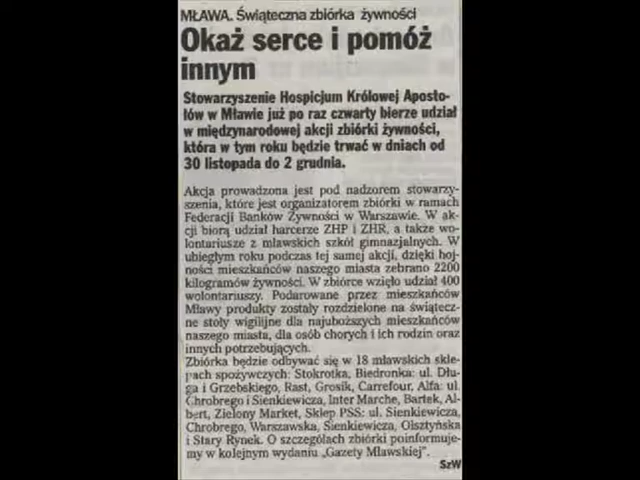 MŁAWA. Świąteczna zbiórka żywności
Okaż serce i pomóż
innym
Stowarzyszenie Hospicjum Królowej Aposto-
łów w Mławie już po raz czwarty bierze udział
w międzynarodowej akcji zbiórki żywności,
która w tym roku będzie trwać w dniach od
30 listopada do 2 grudnia.
Akcja prowadzona jest pod nadzorem stowarzy-
szenia, które jest organizatorem zbiórki w ramach
Federacji Banków Żywności w Warszawie. W ak-
cji biorą udział harcerze ZHP i ZHR, a także wo-
lontariusze z mławskich szkół gimnazjalnych. W
ubiegłym roku podczas tej samej akcji, dzięki hoj-
ności mieszkańców naszego miasta zebrano 2200
kilogramów żywności. W zbiórce wzięło udział 400
wolontariuszy. Podarowane przez mieszkańców
Mławy produkty zostały rozdzielone na świątecz-
ne stoły wigilijne dla najuboższych mieszkańców
naszego miasta, dla osób chorych i ich rodzin oraz
innych potrzebujących.
Zbiórka będzie odbywać się w 18 mławskich skle-
pach spożywczych: Stokrotka, Biedronka: ul. Dłu-
ga i Grzebskiego, Rast, Grosik, Carrefour, Alfa: ul.
Chrobrego i Sienkiewicza, Inter Marche, Bartek, Al-
bert, Zielony Market, Sklep PSS: ul. Sienkiewicza,
Chrobrego, Warszawska, Sienkiewicza, Olsztyńska
i Stary Rynek. O szczegółach zbiórki poinformuje-
my w kolejnym wydaniu „Gazety Mławskiej".
SzW